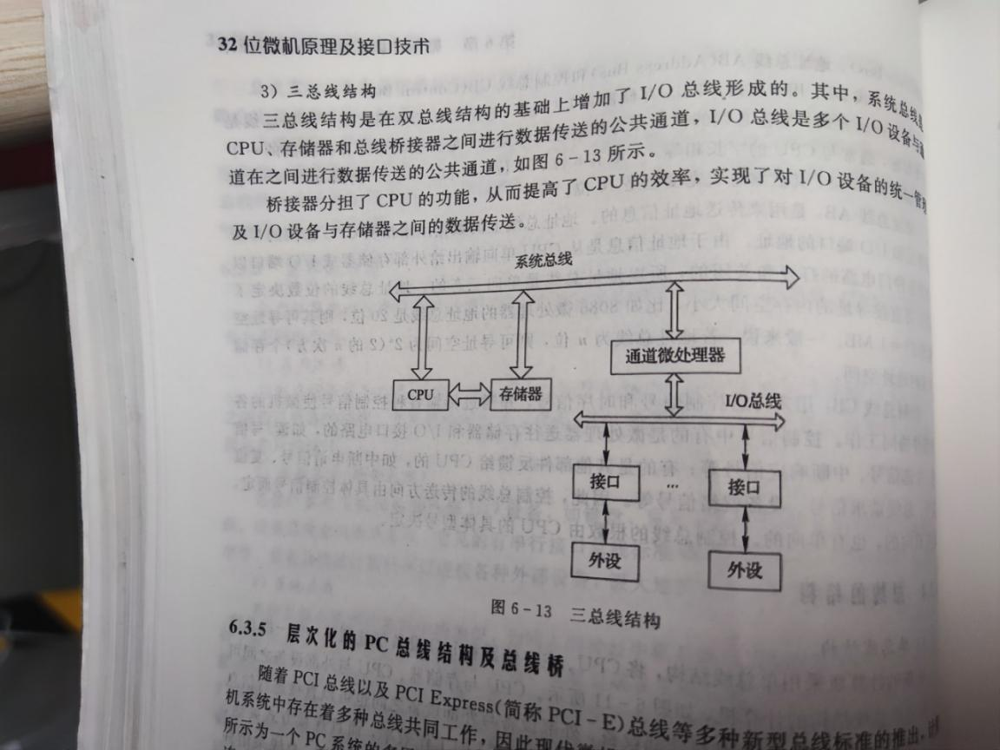 32 位微机原理及接口技术
3) 三总线结构
三总线结构是在双总线结构的基础上增加了 I/O 总线形成的。其中，系统总线
CPU、存储器和总线桥接器之间进行数据传送的公共通道，I/O 总线是多个 I/O 设备与
道在之间进行数据传送的公共通道，如图 6-13 所示。
桥接器分担了 CPU 的功能，从而提高了 CPU 的效率，实现了对 I/O 设备的统一管理
及 I/O 设备与存储器之间的数据传送。
系统总线
通道微处理器
CPU
存储器
I/O总线
接口
…
接口
外设
外设
图 6-13 三总线结构
6.3.5 层次化的 PC 总线结构及总线桥
随着 PCI 总线以及 PCI Express(简称 PCI-E)总线等多种新型总线标准的推出，
机系统中存在着多种总线共同工作，因此现代
所示为一个 PC 系统的